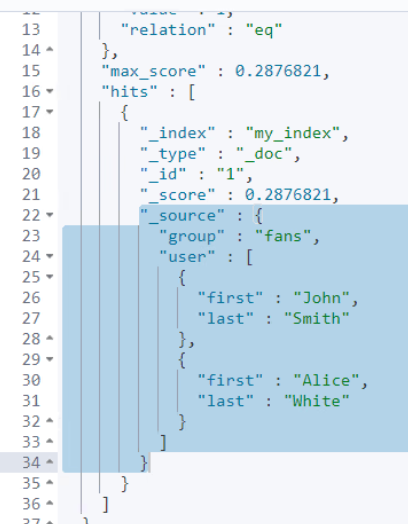 13 "relation" : "eq"
14 },
15 "max_score" : 0.2876821,
16 "hits" : [
17 {
18 "_index" : "my_index",
19 "_type" : "_doc",
20 "_id" : "1",
21 "_score" : 0.2876821,
22 "_source" : {
23 "group" : "fans",
24 "user" : [
25 {
26 "first" : "John",
27 "last" : "Smith"
28 },
29 {
30 "first" : "Alice",
31 "last" : "White"
32 }
33 ]
34 }
35 }
36 ]